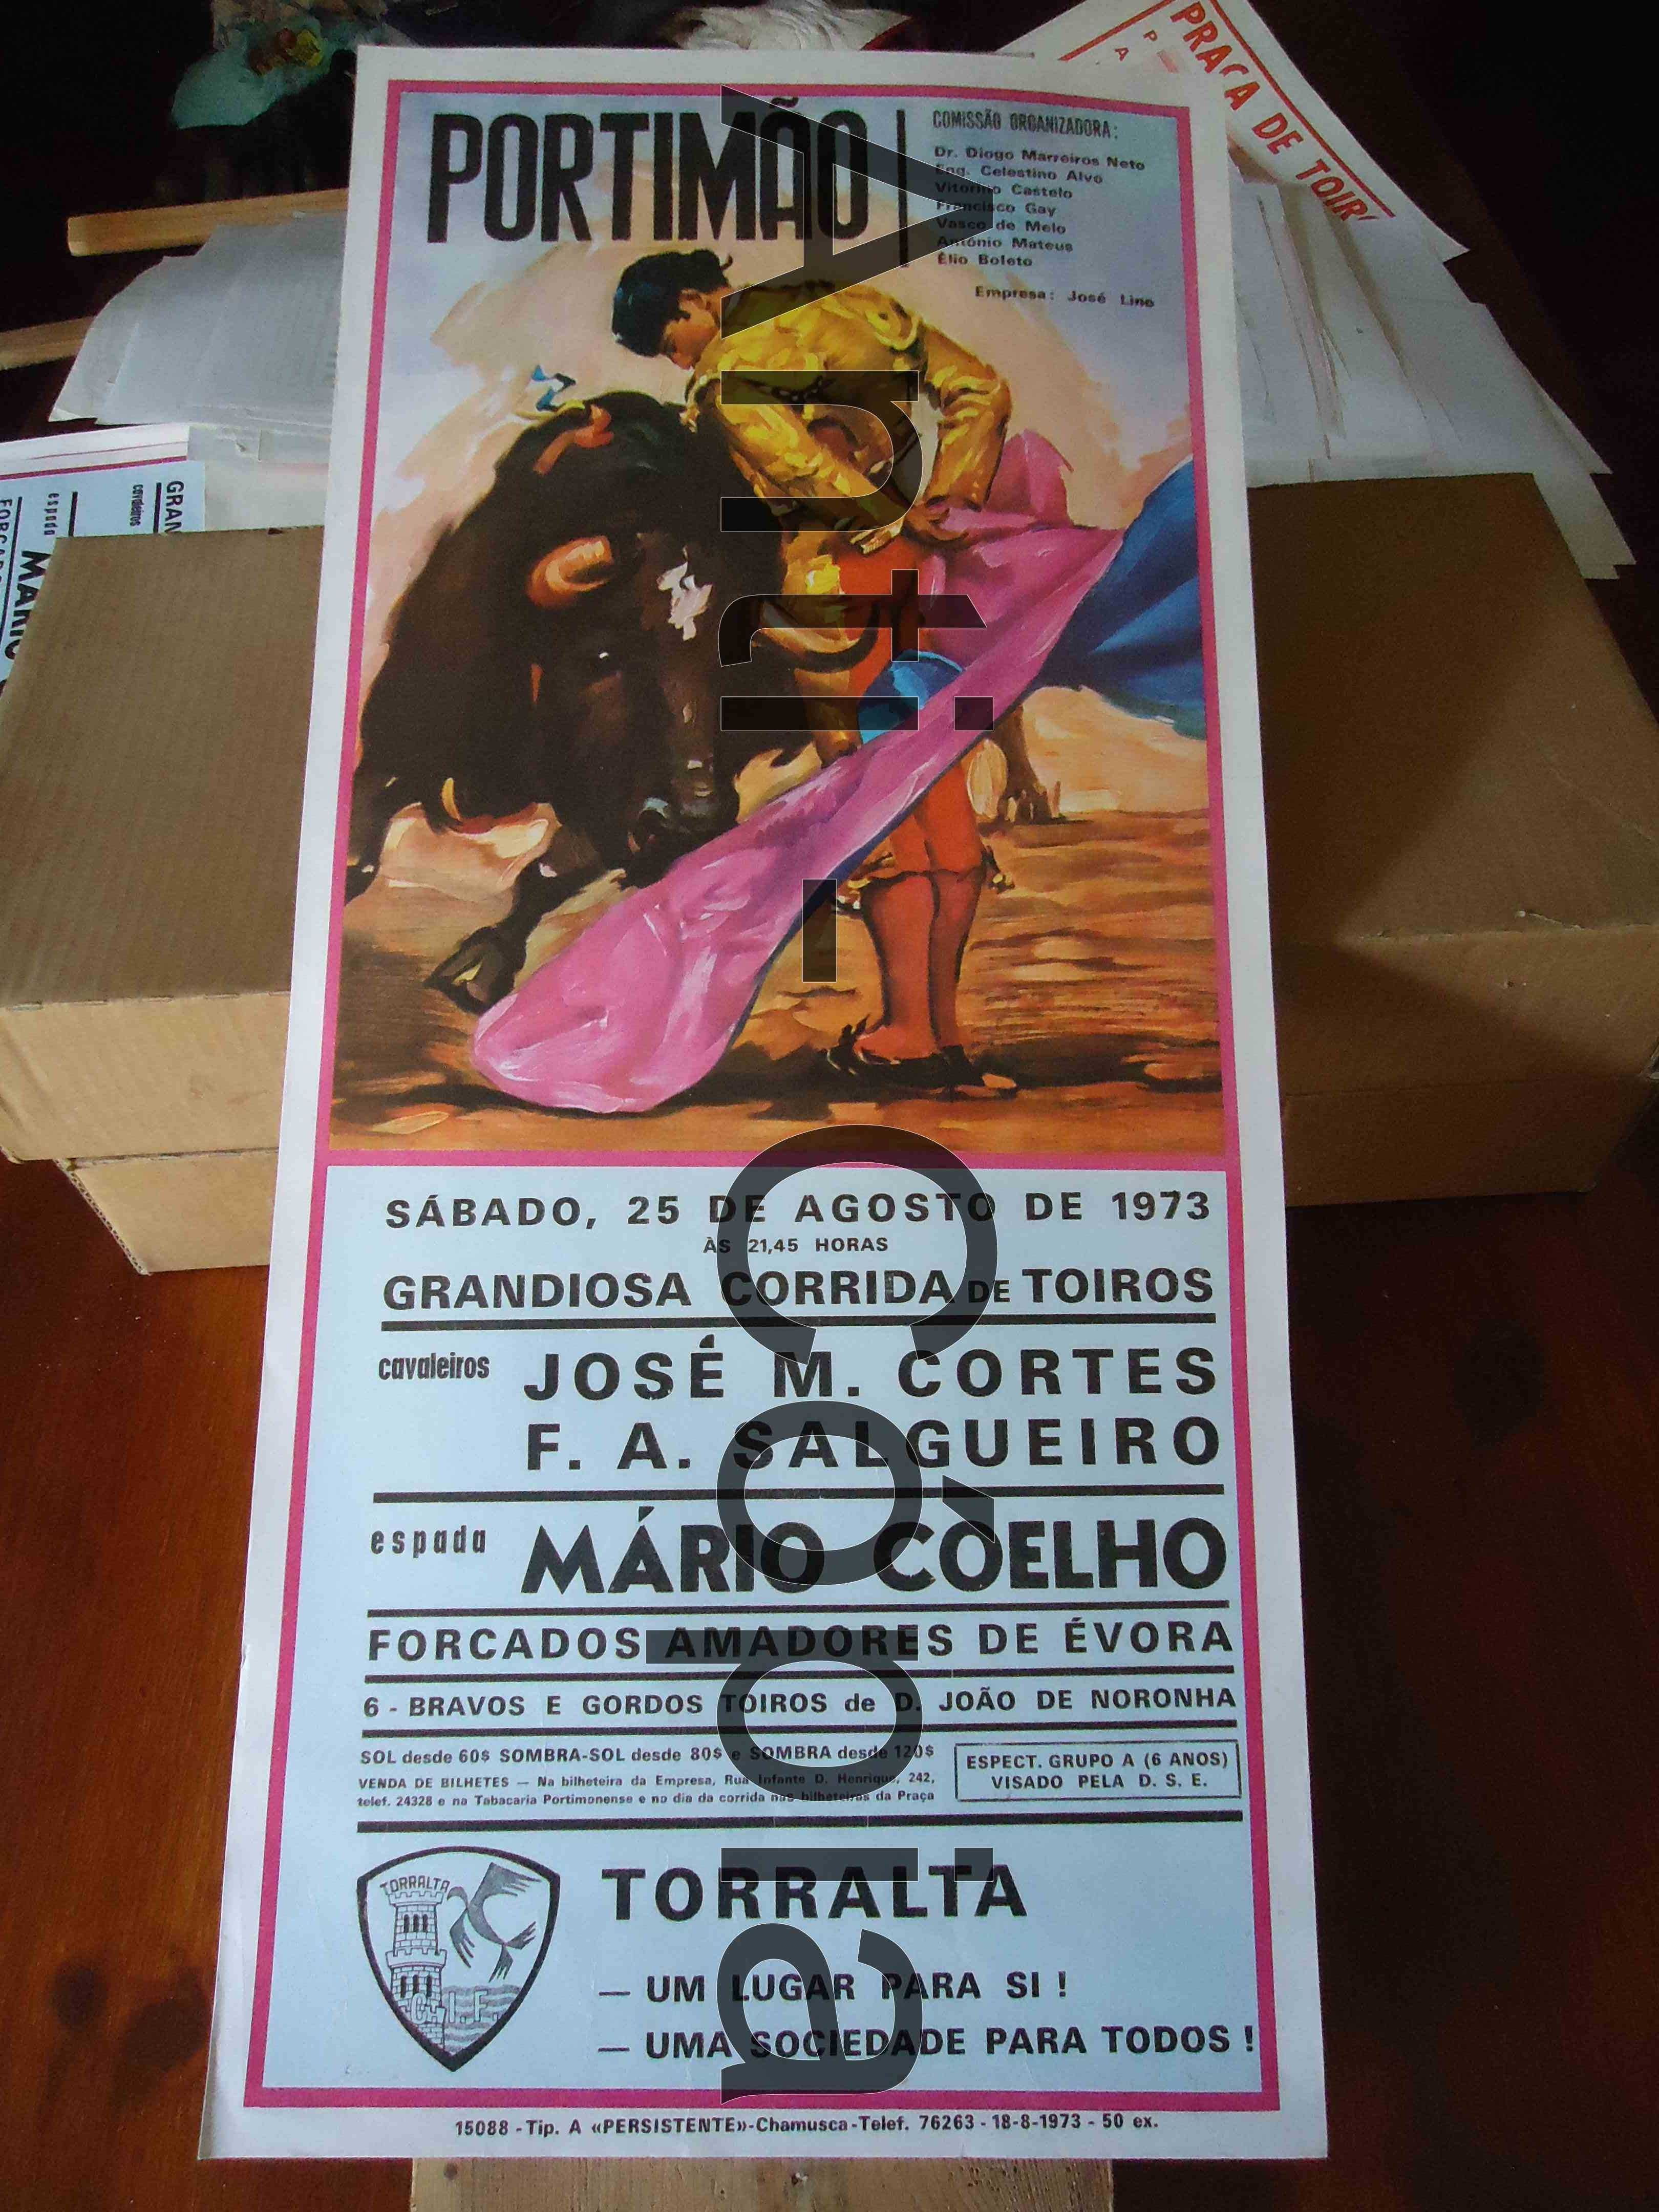 PORTIMÃO
COMISSÃO ORGANIZADORA:
Dr. Diogo Marreiros Neto
Eng. Celestino Alvo
Vitorino Castelo
Francisco Gay
Vasco de Melo
António Mateus
Élio Boleto
Empresa: José Lino
PRAÇA DE TOIR
GRAN
cavaleiros
espada MÁRIO
SÁBADO, 25 DE AGOSTO DE 1973
ÀS 21,45 HORAS
GRANDIOSA CORRIDA DE TOIROS
cavaleiros JOSÉ M. CORTES
F. A. SALGUEIRO
espada MÁRIO COELHO
FORCADOS AMADORES DE ÉVORA
6 - BRAVOS E GORDOS TOIROS de D. JOÃO DE NORONHA
SOL desde 60$ SOMBRA-SOL desde 80$ e SOMBRA desde 120$
VENDA DE BILHETES — Na bilheteira da Empresa, Rua Infante D. Henrique, 242,
telef. 24328 e na Tabacaria Portimonense e no dia da corrida nas bilheteiras da Praça
ESPECT. GRUPO A (6 ANOS)
VISADO PELA D. S. E.
TORRALTA
C.I.F.
TORRALTA
— UM LUGAR PARA SI !
— UMA SOCIEDADE PARA TODOS !
15088 - Tip. A «PERSISTENTE»-Chamusca-Telef. 76263 - 18-8-1973 - 50 ex.
Antil - Cópia